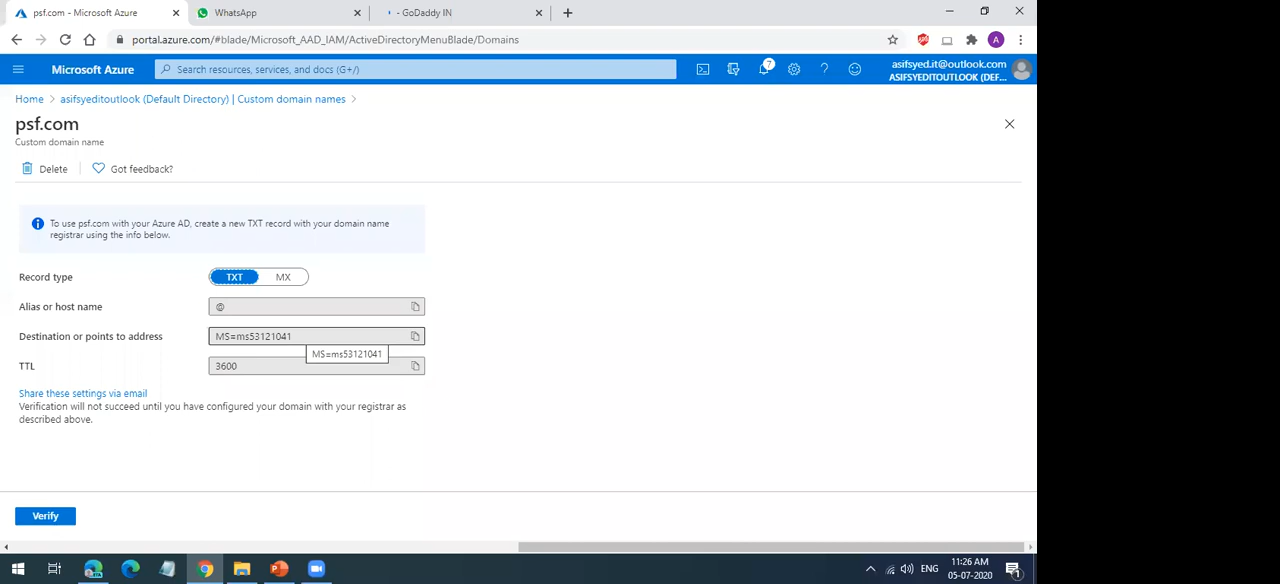 psf.com - Microsoft Azure
WhatsApp
- GoDaddy IN
portal.azure.com/#blade/Microsoft_AAD_IAM/ActiveDirectoryMenuBlade/Domains
A
Microsoft Azure
Search resources, services, and docs (G+/)
7
asifsyed.it@outlook.com
ASIFSYEDITOUTLOOK (DEF...
Home > asifsyeditoutlook (Default Directory) | Custom domain names >
psf.com
Custom domain name
Delete
Got feedback?
To use psf.com with your Azure AD, create a new TXT record with your domain name
registrar using the info below.
Record type
TXT
MX
Alias or host name
@
Destination or points to address
MS=ms53121041
MS=ms53121041
TTL
3600
Share these settings via email
Verification will not succeed until you have configured your domain with your registrar as
described above.
Verify
ENG
11:26 AM
05-07-2020
1